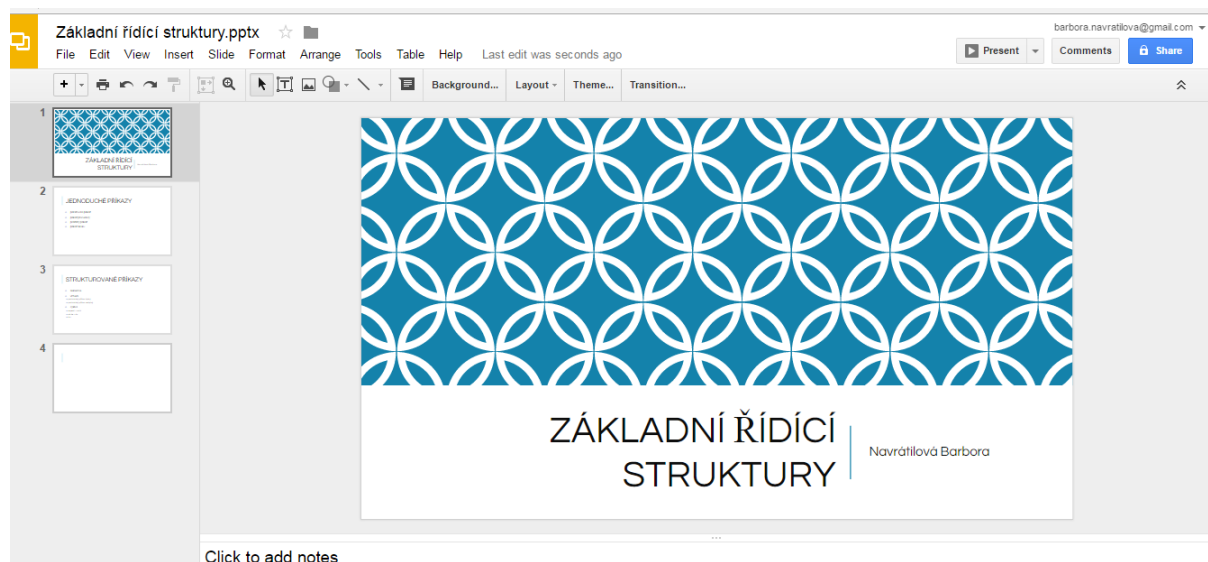 Základní řídící struktury.pptx
barbora.navratilova@gmail.com
File Edit View Insert Slide Format Arrange Tools Table Help Last edit was seconds ago
Present Comments Share
Background... Layout Theme... Transition...
1
ZÁKLADNÍ ŘÍDÍCÍ
STRUKTURY
2
JEDNODUCHÉ PŘÍKAZY
3
STRUKTUROVANÉ PŘÍKAZY
4
ZÁKLADNÍ ŘÍDÍCÍ
STRUKTURY
Navrátilová Barbora
Click to add notes